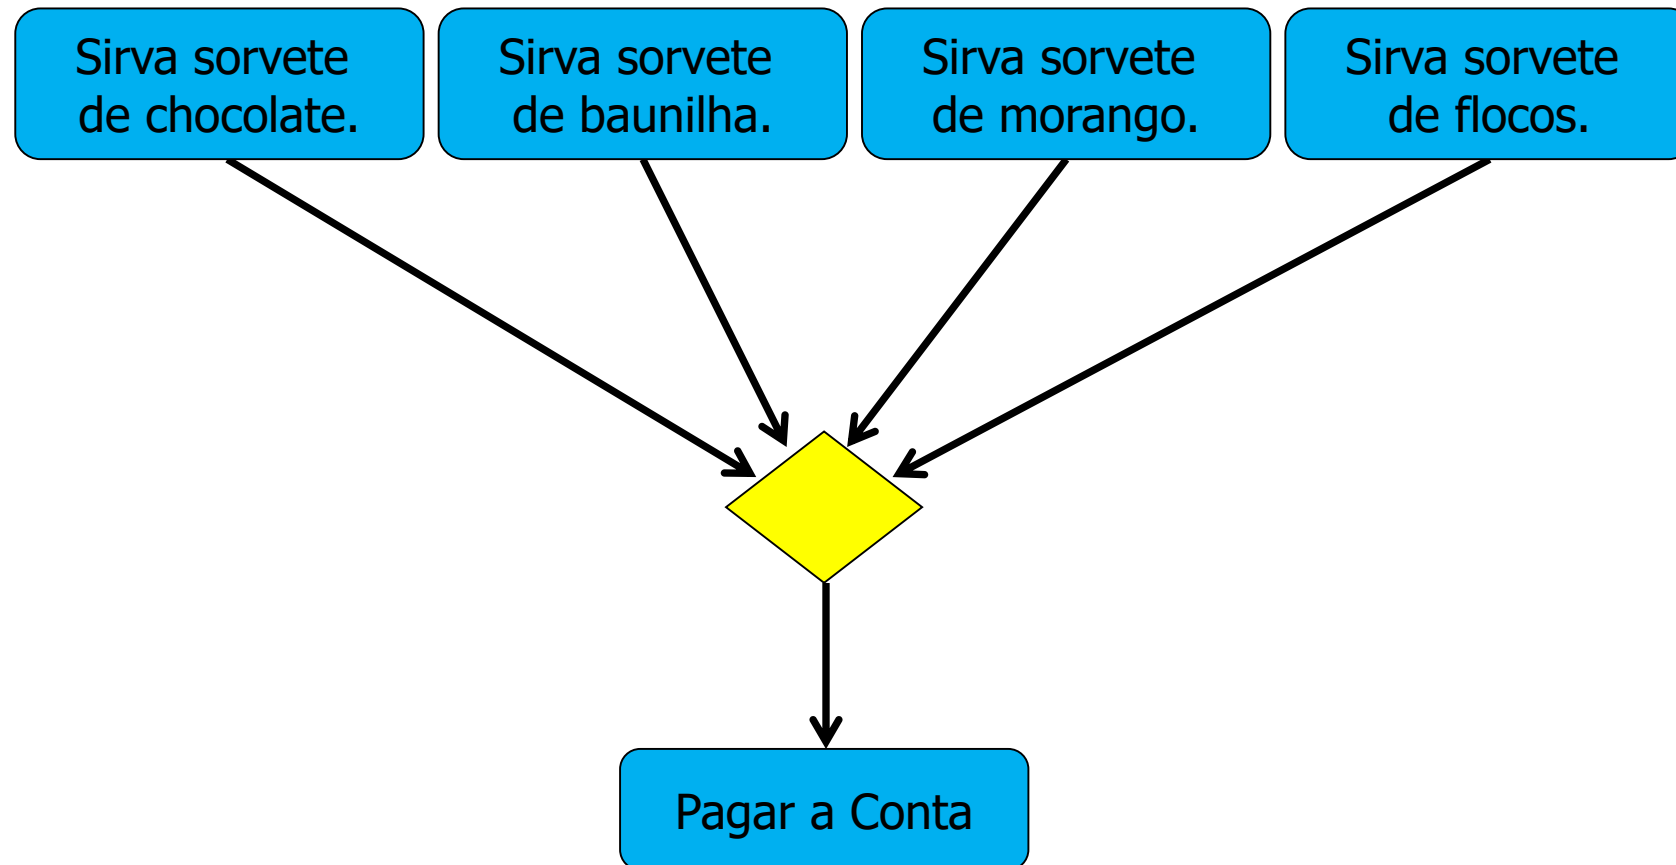 Sirva sorvete
de chocolate.
Sirva sorvete
de baunilha.
Sirva sorvete
de morango.
Sirva sorvete
de flocos.
Pagar a Conta